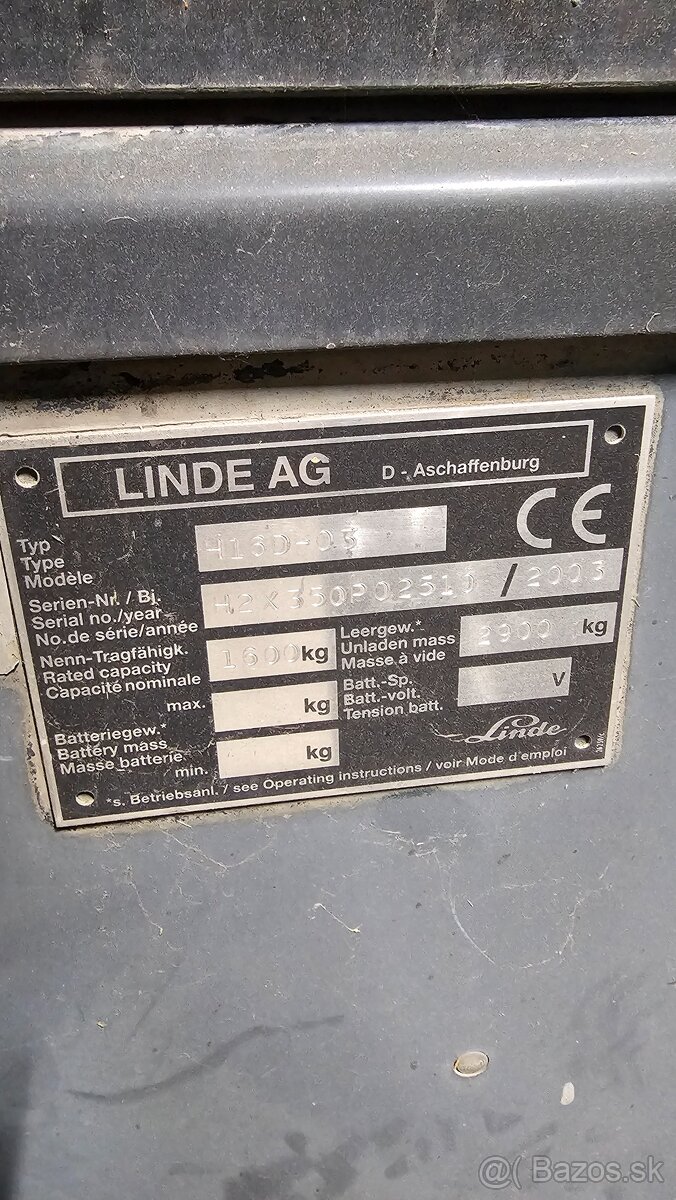 LINDE AG D - Aschaffenburg
CE
Typ
Type
Modèle
H16D-03
Serien-Nr. / Bj.
Serial no./year
No.de série/année
H2X350P02510 / 2003
Nenn-Tragfähigk.
Rated capacity
Capacité nominale
1600 kg
Leergew.*
Unladen mass
Masse à vide
2900 kg
max. kg
Batt.-Sp.
Batt.-volt.
Tension batt.
V
Batteriegew.*
Battery mass
Masse batterie
min. kg
Linde
*s. Betriebsanl. / see Operating instructions / voir Mode d'emploi
@( Bazos.sk